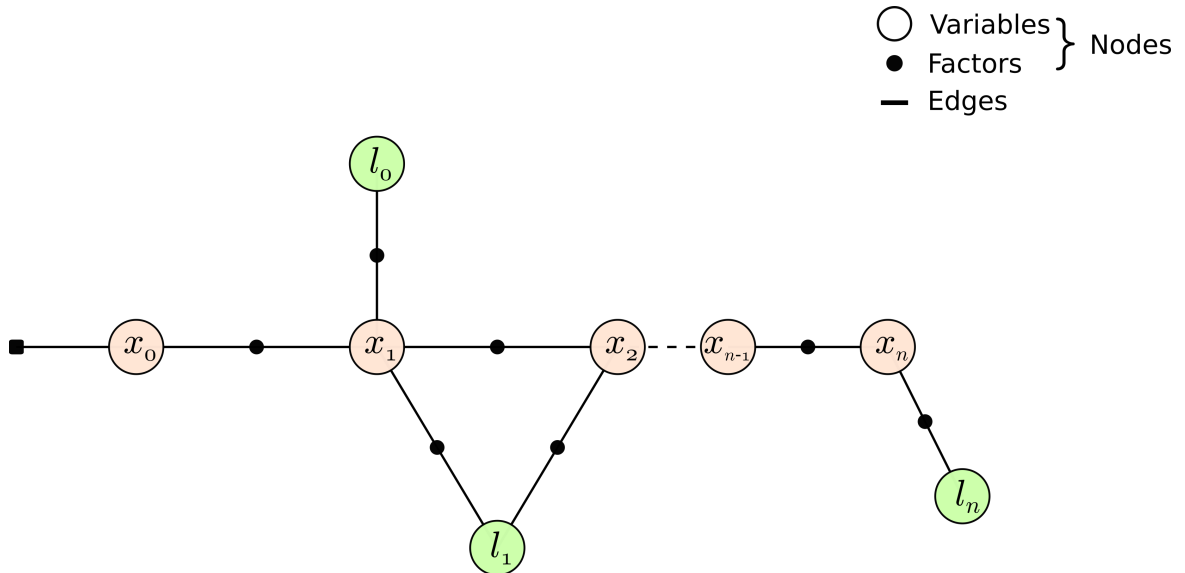 Variables
Nodes
Factors
Edges
l₀
x₀
x₁
x₂
xₙ₋₁
xₙ
lₙ
l₁